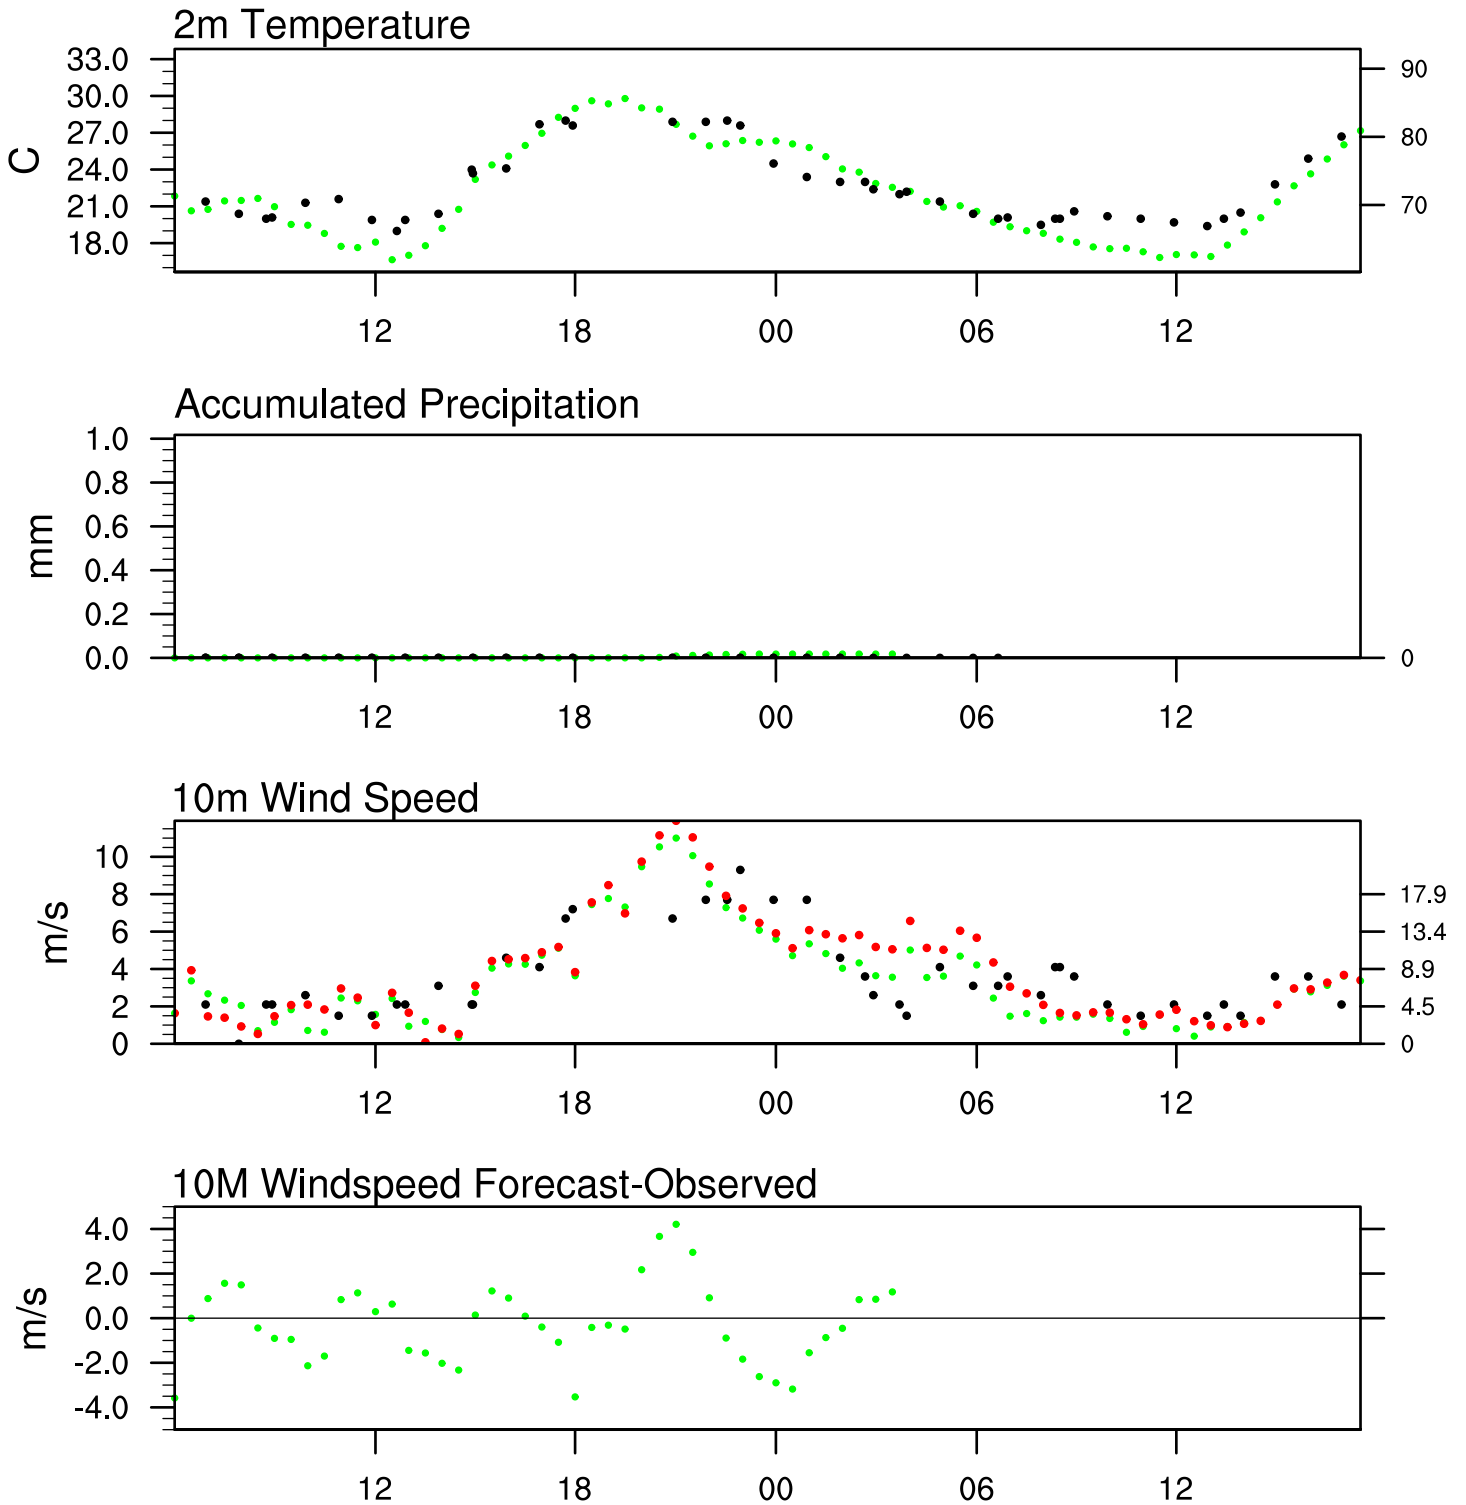 2m Temperature
33.0
30.0
27.0
24.0
21.0
18.0
C
90
80
70
12 18 00 06 12
Accumulated Precipitation
1.0
0.8
0.6
0.4
0.2
0.0
mm
0
12 18 00 06 12
10m Wind Speed
10
8
6
4
2
0
m/s
17.9
13.4
8.9
4.5
0
12 18 00 06 12
10M Windspeed Forecast-Observed
4.0
2.0
0.0
-2.0
-4.0
m/s
12 18 00 06 12